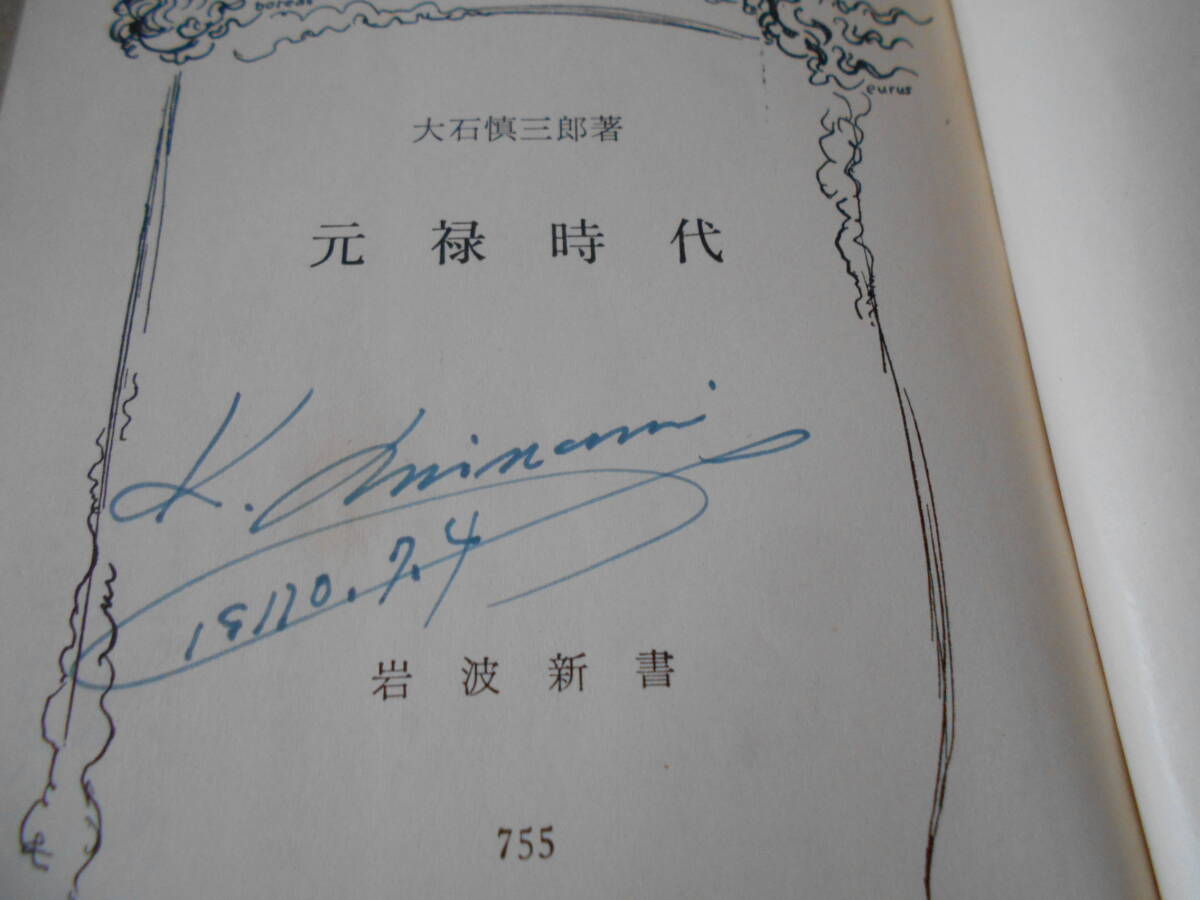 boreas
eurus
大石慎三郎著
元禄時代
K. Minami
1970.7.4
岩波新書
755